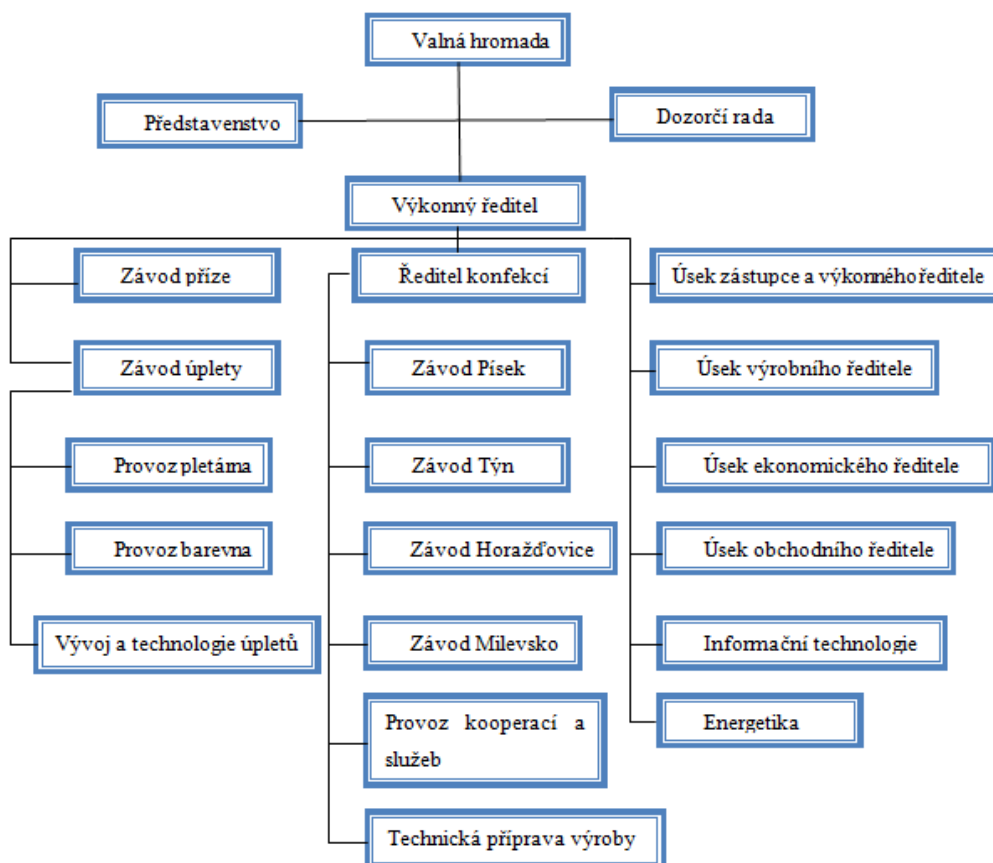 Valná hromada
Představenstvo
Dozorčí rada
Výkonný ředitel
Závod příze
Ředitel konfekcí
Úsek zástupce a výkonného ředitele
Závod úplety
Závod Písek
Úsek výrobního ředitele
Provoz pletárna
Závod Týn
Úsek ekonomického ředitele
Provoz barevna
Závod Horažďovice
Úsek obchodního ředitele
Vývoj a technologie úpletů
Závod Milevsko
Informační technologie
Provoz kooperací a
služeb
Energetika
Technická příprava výroby